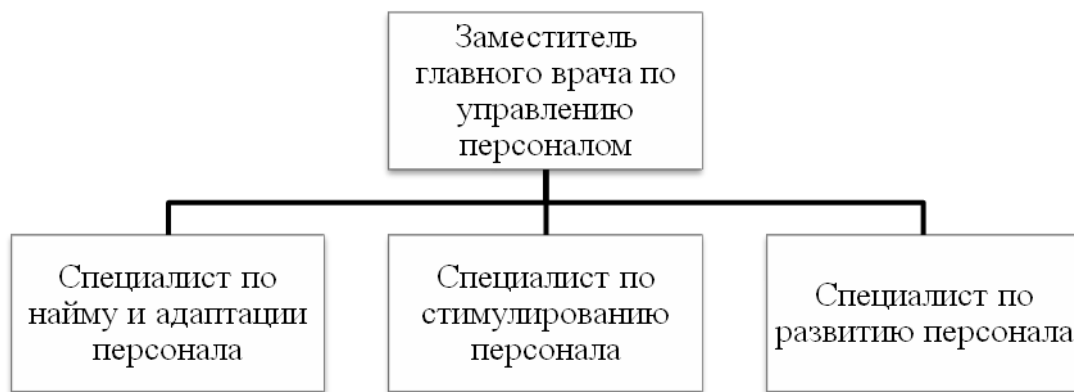 Заместитель
главного врача по
управлению
персоналом
Специалист по
найму и адаптации
персонала
Специалист по
стимулированию
персонала
Специалист по
развитию персонала